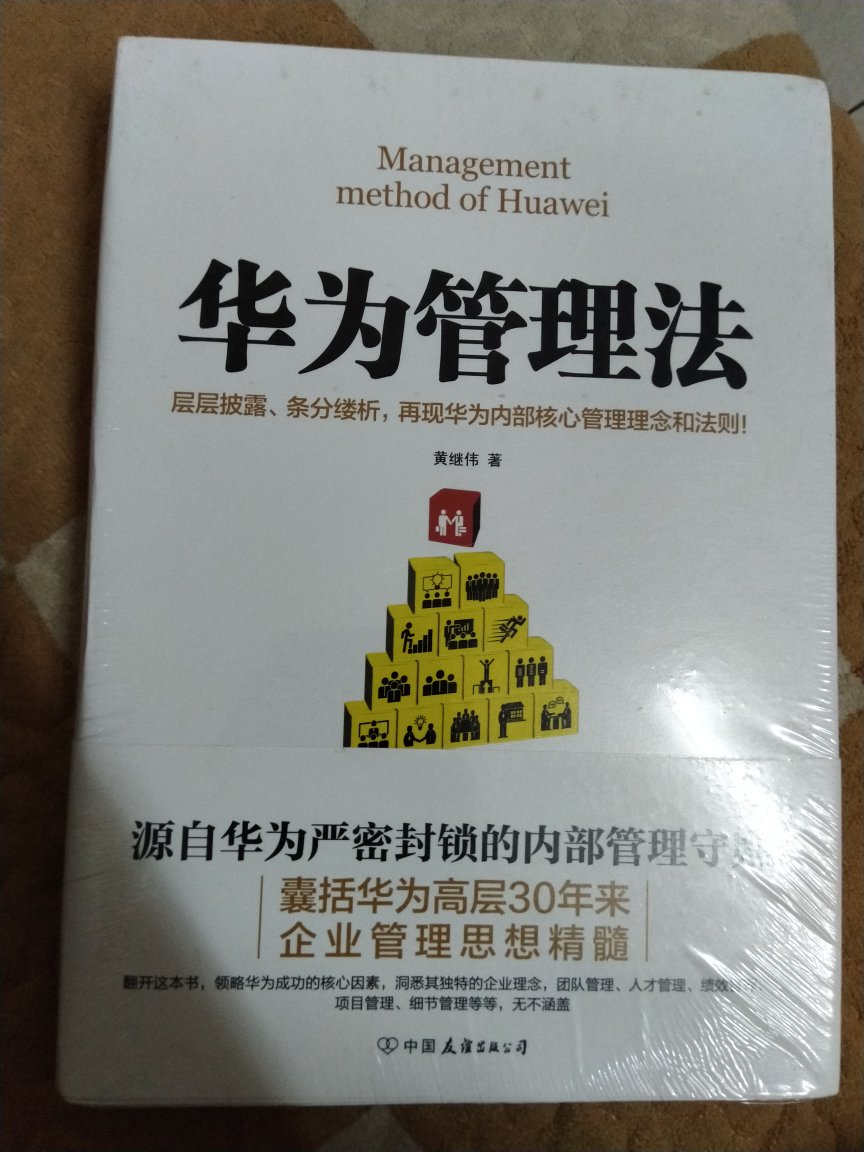 Management
method of Huawei
华为管理法
层层披露、条分缕析，再现华为内部核心管理理念和法则！
黄继伟 著
源自华为严密封锁的内部管理守
囊括华为高层30年来
企业管理思想精髓
翻开这本书，领略华为成功的核心因素，洞悉其独特的企业理念，团队管理、人才管理、绩效
项目管理、细节管理等等，无不涵盖
中国友谊出版公司